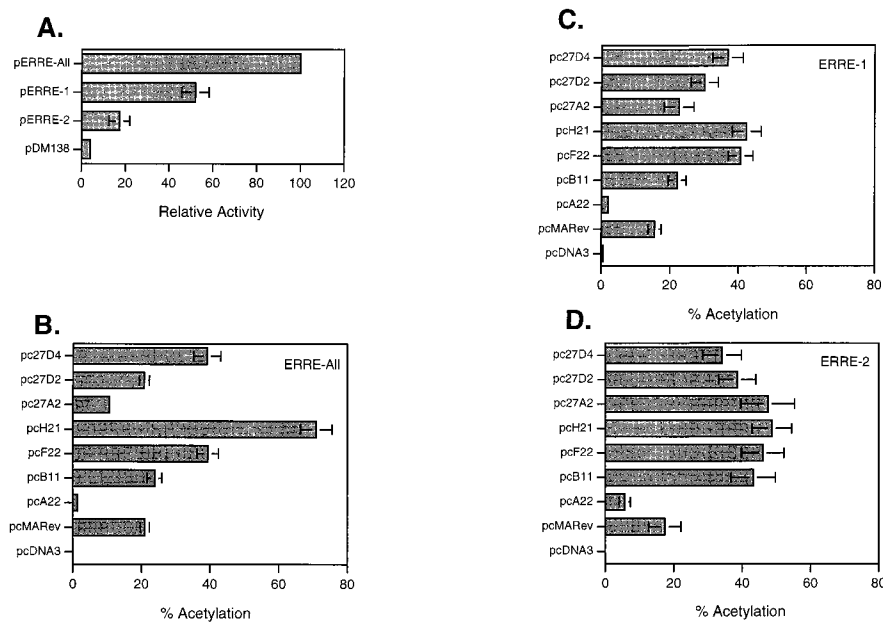 A.
pERRE-All
pERRE-1
pERRE-2
pDM138
0 20 40 60 80 100 120
Relative Activity
B.
ERRE-All
pc27D4
pc27D2
pc27A2
pcH21
pcF22
pcB11
pcA22
pcMARev
pcDNA3
0 20 40 60 80
% Acetylation
C.
ERRE-1
pc27D4
pc27D2
pc27A2
pcH21
pcF22
pcB11
pcA22
pcMARev
pcDNA3
0 20 40 60 80
% Acetylation
D.
ERRE-2
pc27D4
pc27D2
pc27A2
pcH21
pcF22
pcB11
pcA22
pcMARev
pcDNA3
0 20 40 60 80
% Acetylation